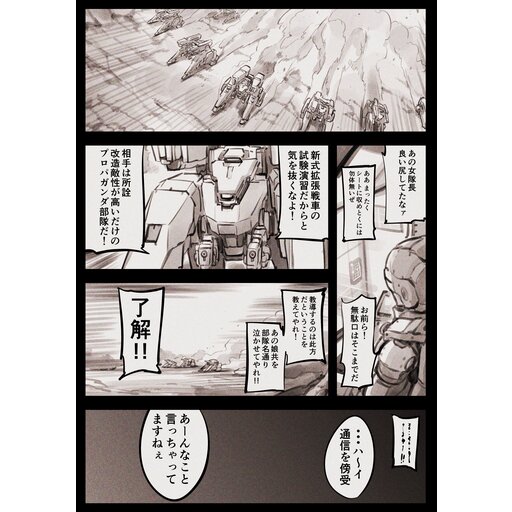 あの女隊長
良い尻してたなァ
ああ まったく
シートに収めとくには
勿体無いぜ
お前ら!
無駄口はそこまでだ
新式拡張戦車の
試験演習だからと
気を抜くなよ!
相手は所詮
改造敵性が高いだけの
プロパガンダ部隊だ!
教導するのは此方
だということを
教えてやれ!
あの娘共を
部隊名通り
泣かせてやれ!!
了解!!
…ハ〜イ
通信を傍受
あーんなこと
言っちゃって
ますねぇ